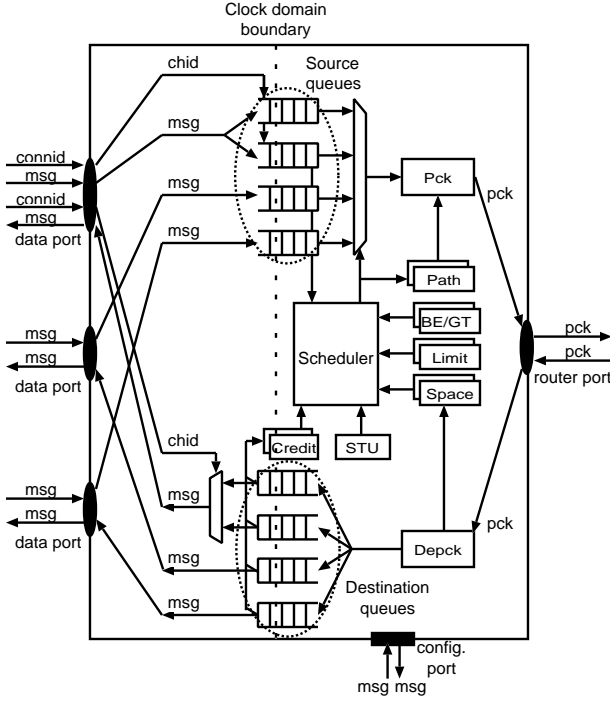 Clock domain
boundary
chid
Source
queues
msg
connid
msg
connid
msg
data port
msg
Pck
pck
msg
Path
BE/GT
Scheduler
Limit
Space
msg
msg
data port
pck
pck
router port
chid
Credit
STU
msg
msg
msg
data port
pck
Depck
msg
Destination
queues
msg
config.
port
msg msg